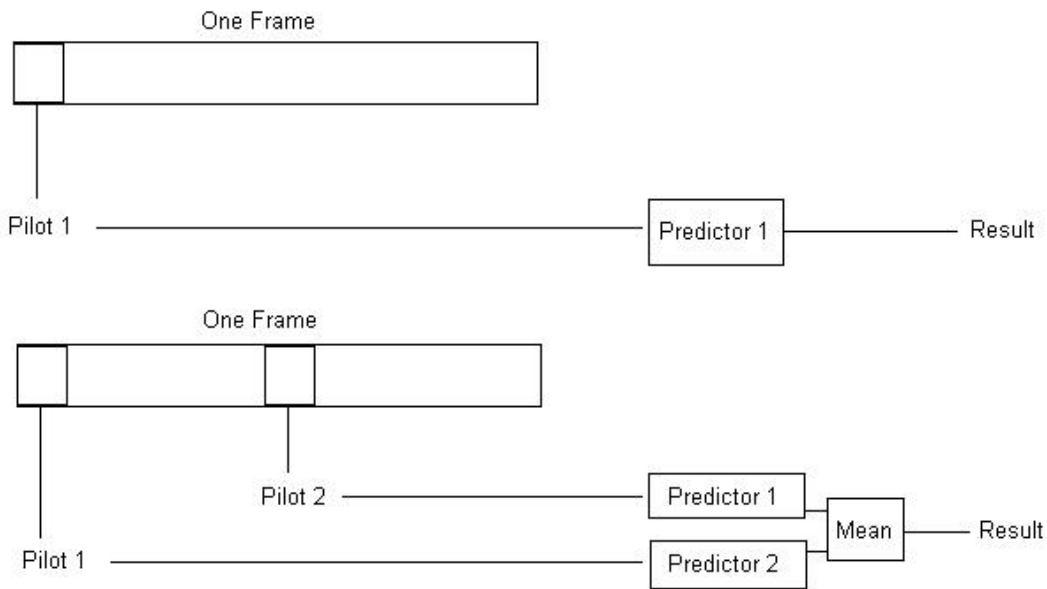 One Frame
Pilot 1
Predictor 1
Result
One Frame
Pilot 2
Predictor 1
Mean
Result
Pilot 1
Predictor 2